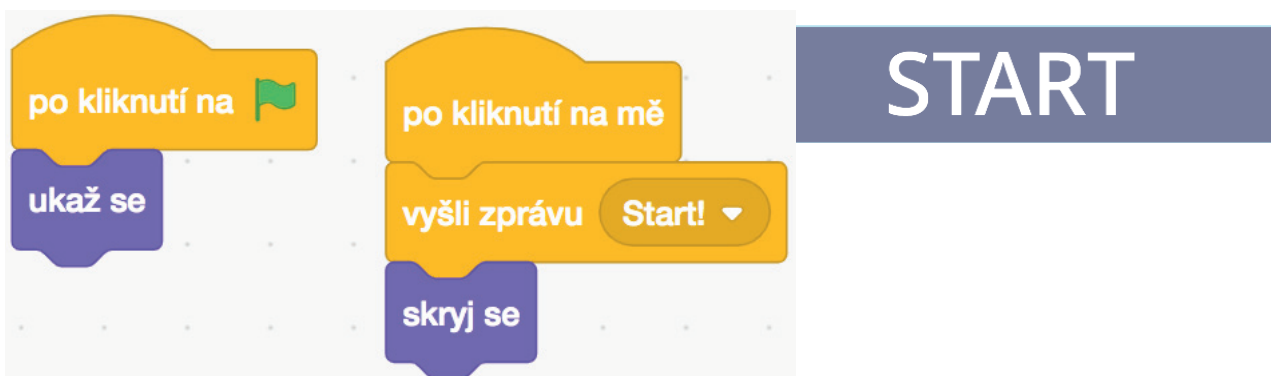 po kliknutí na
ukaž se
po kliknutí na mě
vyšli zprávu Start!
skryj se
START